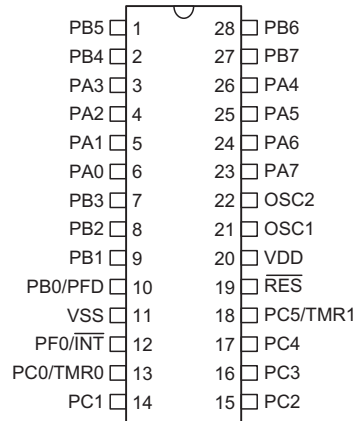 PB5 1 28 PB6
PB4 2 27 PB7
PA3 3 26 PA4
PA2 4 25 PA5
PA1 5 24 PA6
PA0 6 23 PA7
PB3 7 22 OSC2
PB2 8 21 OSC1
PB1 9 20 VDD
PB0/PFD 10 19 R̅E̅S̅
VSS 11 18 PC5/TMR1
PF0/I̅N̅T̅ 12 17 PC4
PC0/TMR0 13 16 PC3
PC1 14 15 PC2